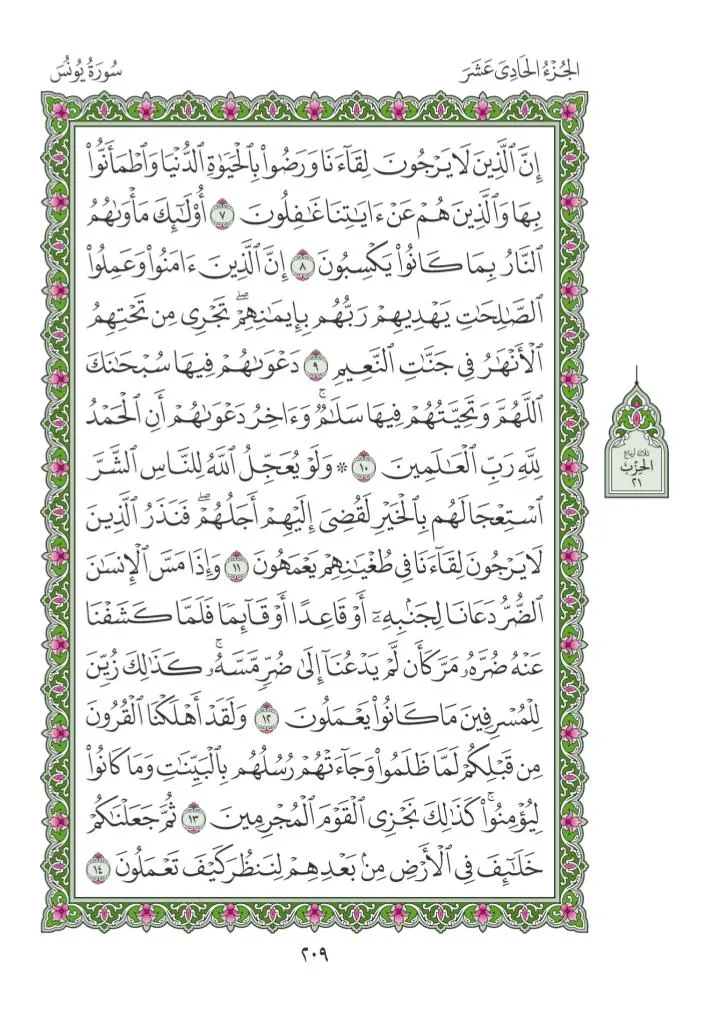 الجُزْءُ الحَادِى عَشَرَ
سُورَةُ يُونُسَ
إِنَّ ٱلَّذِينَ لَا يَرْجُونَ لِقَآءَنَا وَرَضُوا۟ بِٱلْحَيَوٰةِ ٱلدُّنْيَا وَٱطْمَأَنُّوا۟
بِهَا وَٱلَّذِينَ هُمْ عَنْ ءَايَـٰتِنَا غَـٰفِلُونَ ٧ أُو۟لَـٰٓئِكَ مَأْوَىٰهُمُ
ٱلنَّارُ بِمَا كَانُوا۟ يَكْسِبُونَ ٨ إِنَّ ٱلَّذِينَ ءَامَنُوا۟ وَعَمِلُوا۟
ٱلصَّـٰلِحَـٰتِ يَهْدِيهِمْ رَبُّهُم بِإِيمَـٰنِهِمْ ۖ تَجْرِى مِن تَحْتِهِمُ
ٱلْأَنْهَـٰرُ فِى جَنَّـٰتِ ٱلنَّعِيمِ ٩ دَعْوَىٰهُمْ فِيهَا سُبْحَـٰنَكَ
ٱللَّهُمَّ وَتَحِيَّتُهُمْ فِيهَا سَلَـٰمٌ ۚ وَءَاخِرُ دَعْوَىٰهُمْ أَنِ ٱلْحَمْدُ
لِلَّهِ رَبِّ ٱلْعَـٰلَمِينَ ١٠ * وَلَوْ يُعَجِّلُ ٱللَّهُ لِلنَّاسِ ٱلشَّرَّ
ٱسْتِعْجَالَهُم بِٱلْخَيْرِ لَقُضِىَ إِلَيْهِمْ أَجَلُهُمْ ۖ فَنَذَرُ ٱلَّذِينَ
لَا يَرْجُونَ لِقَآءَنَا فِى طُغْيَـٰنِهِمْ يَعْمَهُونَ ١١ وَإِذَا مَسَّ ٱلْإِنسَـٰنَ
ٱلضُّرُّ دَعَانَا لِجَنۢبِهِۦٓ أَوْ قَاعِدًا أَوْ قَآئِمًا فَلَمَّا كَشَفْنَا
عَنْهُ ضُرَّهُۥ مَرَّ كَأَن لَّمْ يَدْعُنَآ إِلَىٰ ضُرٍّ مَّسَّهُۥ ۚ كَذَٰلِكَ زُيِّنَ
لِلْمُسْرِفِينَ مَا كَانُوا۟ يَعْمَلُونَ ١٢ وَلَقَدْ أَهْلَكْنَا ٱلْقُرُونَ
مِن قَبْلِكُمْ لَمَّا ظَلَمُوا۟ وَجَآءَتْهُمْ رُسُلُهُم بِٱلْبَيِّنَـٰتِ وَمَا كَانُوا۟
لِيُؤْمِنُوا۟ ۚ كَذَٰلِكَ نَجْزِى ٱلْقَوْمَ ٱلْمُجْرِمِينَ ١٣ ثُمَّ جَعَلْنَـٰكُمْ
خَلَـٰٓئِفَ فِى ٱلْأَرْضِ مِنۢ بَعْدِهِمْ لِنَنظُرَ كَيْفَ تَعْمَلُونَ ١٤
ثلاثة أرباع
الحِزْب
٢١
٢٠٩